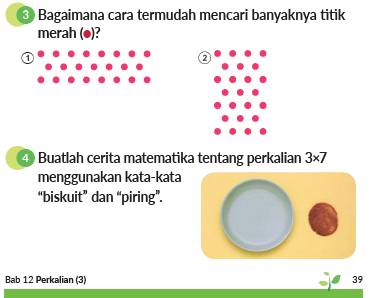 3 Bagaimana cara termudah mencari banyaknya titik
merah (●)?
1
2
4 Buatlah cerita matematika tentang perkalian 3×7
menggunakan kata-kata
“biskuit” dan “piring”.
Bab 12 Perkalian (3)
39